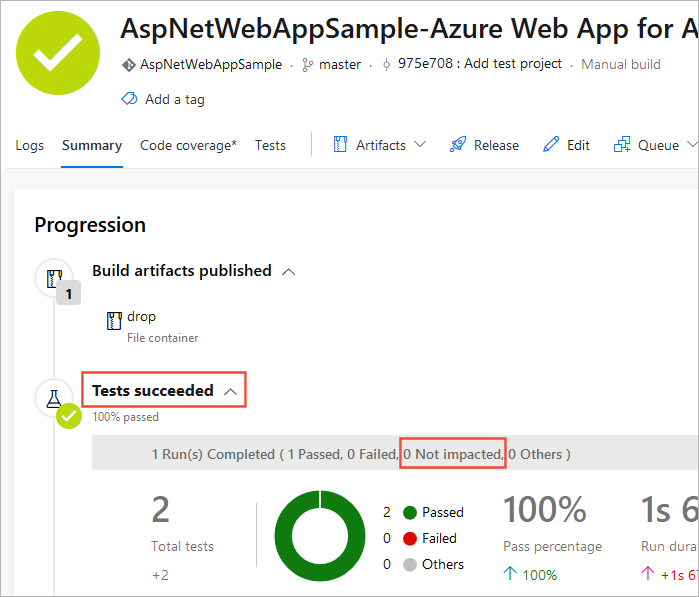 AspNetWebAppSample-Azure Web App for A
AspNetWebAppSample · master · 975e708 : Add test project · Manual build
Add a tag
Logs Summary Code coverage* Tests Artifacts Release Edit Queue
Progression
Build artifacts published
1
drop
File container
Tests succeeded
100% passed
1 Run(s) Completed ( 1 Passed, 0 Failed, 0 Not impacted, 0 Others )
2 2 Passed 100% 1s 6
0 Failed
Total tests Pass percentage Run dura
0 Others
+2 100% +1s 67